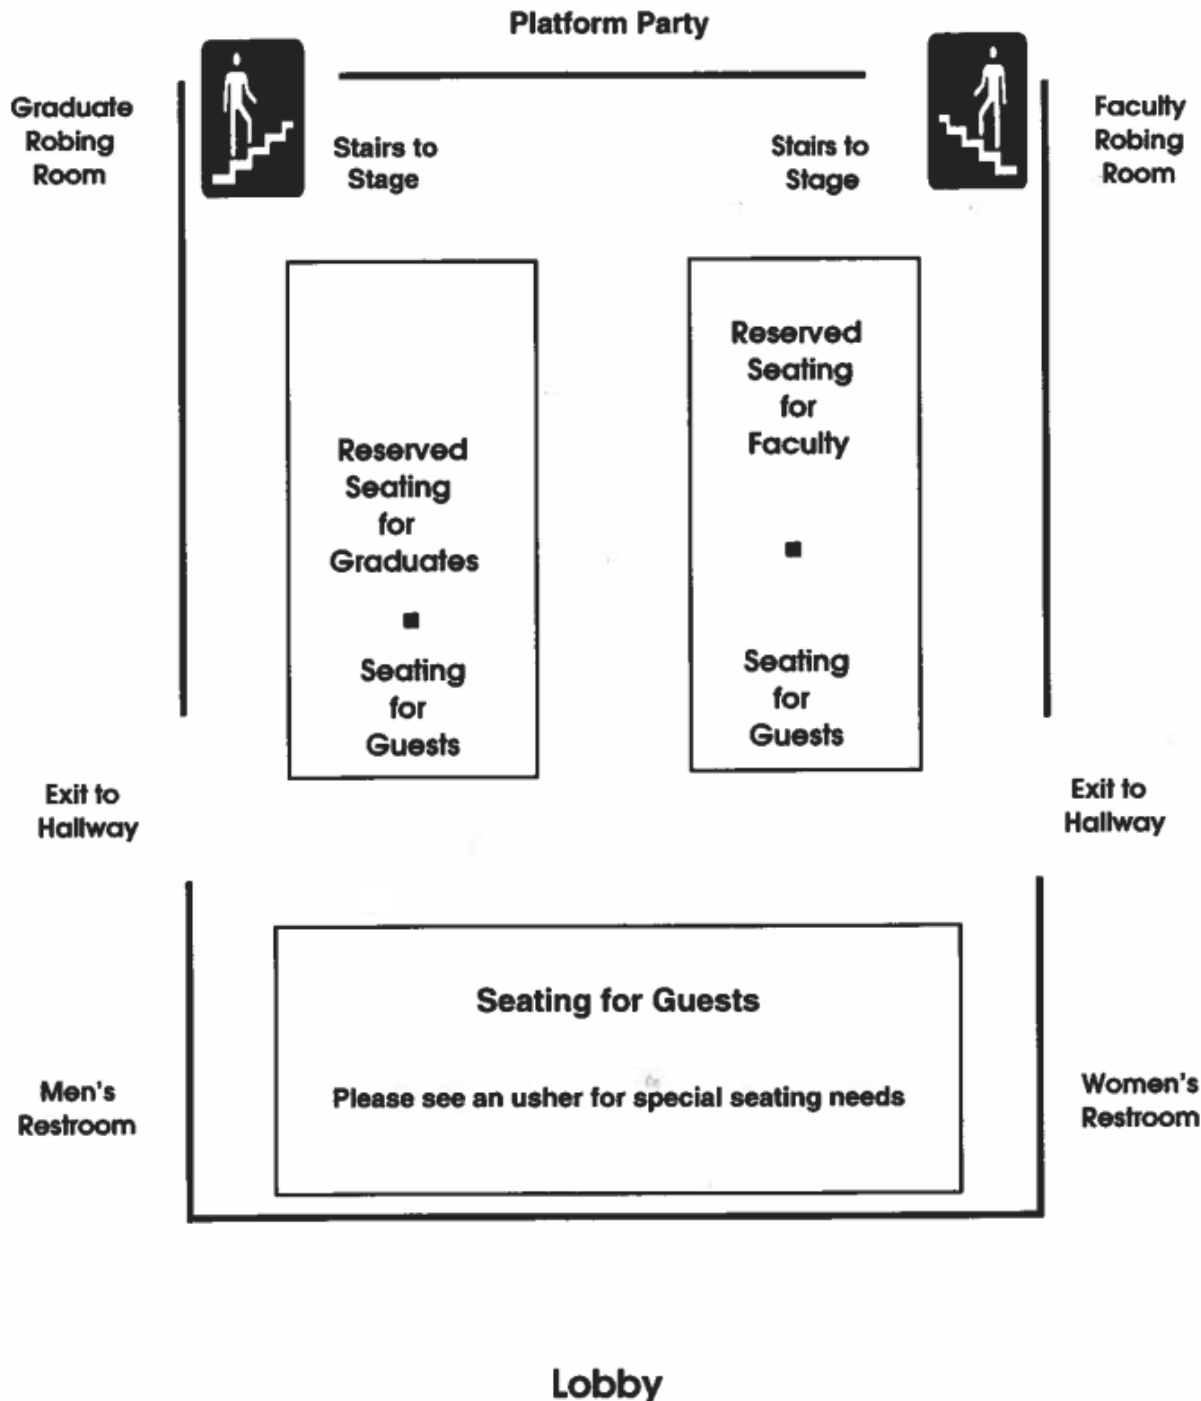 Platform Party
Graduate
Robing
Room
Stairs to
Stage
Stairs to
Stage
Faculty
Robing
Room
Reserved
Seating
for
Graduates
Seating
for
Guests
Reserved
Seating
for
Faculty
Seating
for
Guests
Exit to
Hallway
Exit to
Hallway
Seating for Guests
Please see an usher for special seating needs
Men's
Restroom
Women's
Restroom
Lobby